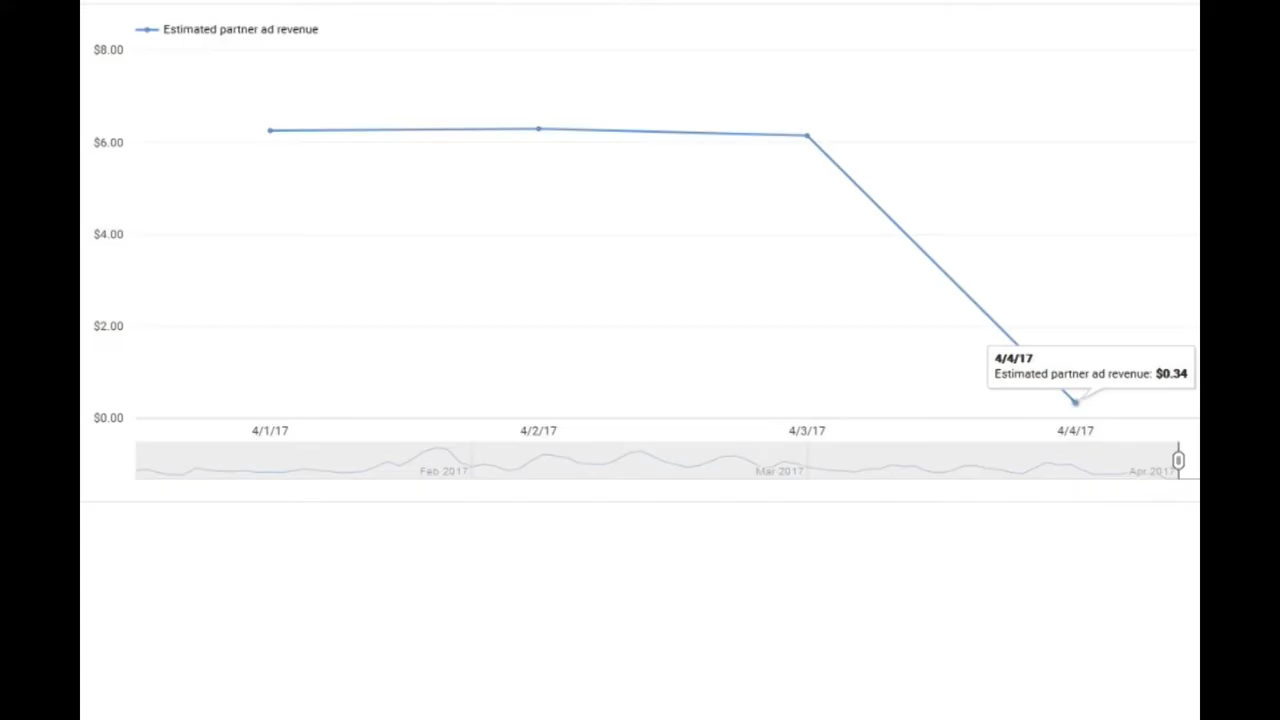 Estimated partner ad revenue
$8.00
$6.00
$4.00
$2.00
$0.00
4/4/17
Estimated partner ad revenue: $0.34
4/1/17 4/2/17 4/3/17 4/4/17
Feb 2017 Mar 2017 Apr 2017